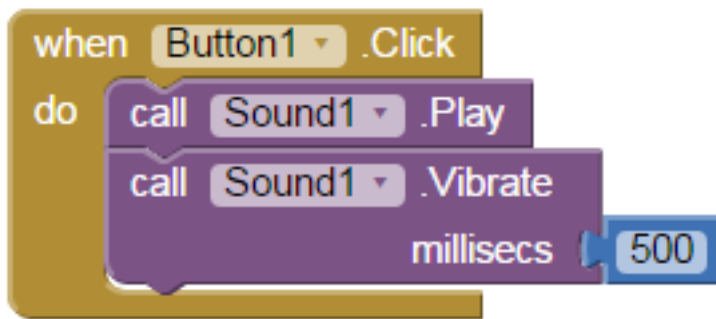 when Button1 .Click
do call Sound1 .Play
call Sound1 .Vibrate
millisecs 500